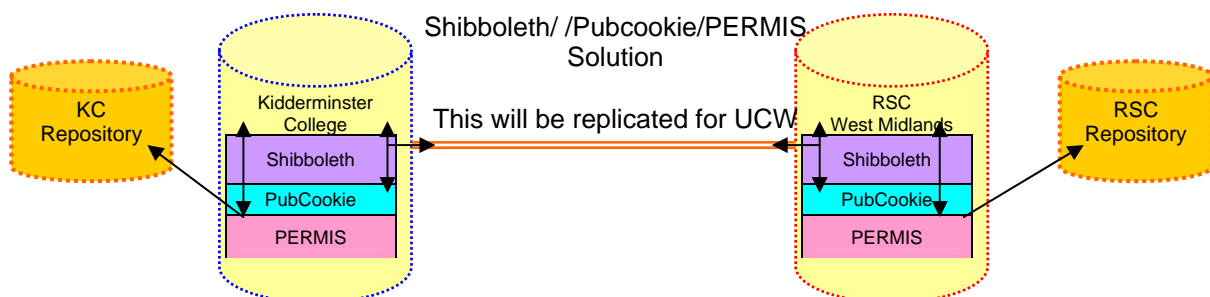 Shibboleth/ /Pubcookie/PERMIS
Solution
KC
Repository
Kidderminster
College
This will be replicated for UCW
RSC
West Midlands
RSC
Repository
Shibboleth
PubCookie
PERMIS
Shibboleth
PubCookie
PERMIS